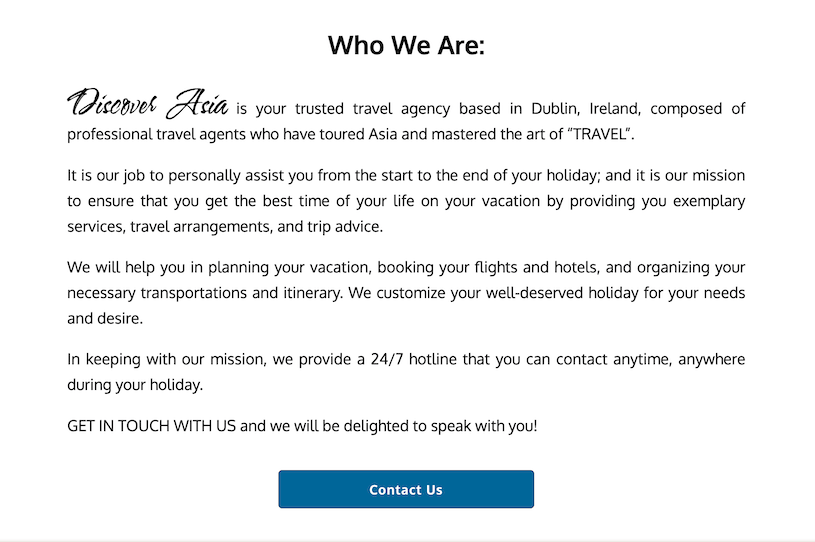 Who We Are:
Discover Asia is your trusted travel agency based in Dublin, Ireland, composed of
professional travel agents who have toured Asia and mastered the art of “TRAVEL”.
It is our job to personally assist you from the start to the end of your holiday; and it is our mission
to ensure that you get the best time of your life on your vacation by providing you exemplary
services, travel arrangements, and trip advice.
We will help you in planning your vacation, booking your flights and hotels, and organizing your
necessary transportations and itinerary. We customize your well-deserved holiday for your needs
and desire.
In keeping with our mission, we provide a 24/7 hotline that you can contact anytime, anywhere
during your holiday.
GET IN TOUCH WITH US and we will be delighted to speak with you!
Contact Us